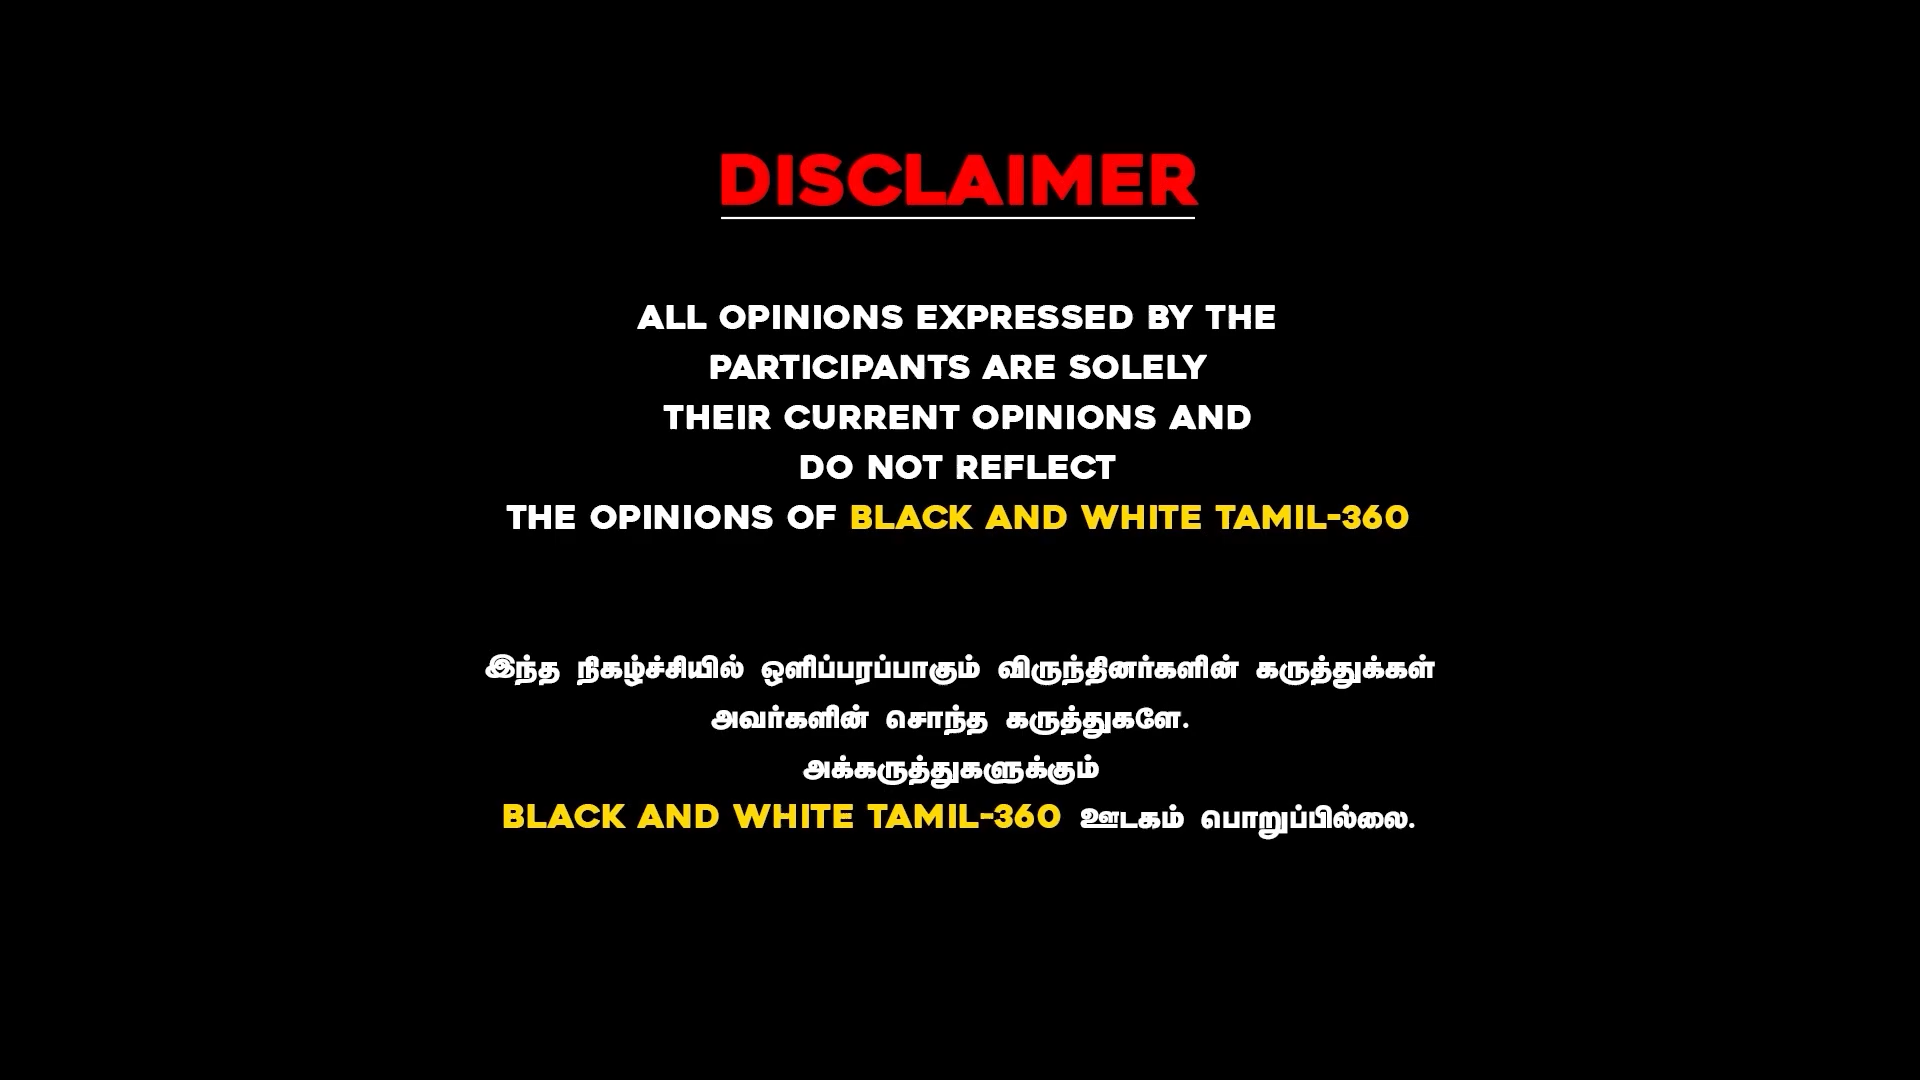 DISCLAIMER
ALL OPINIONS EXPRESSED BY THE
PARTICIPANTS ARE SOLELY
THEIR CURRENT OPINIONS AND
DO NOT REFLECT
THE OPINIONS OF BLACK AND WHITE TAMIL-360
இந்த நிகழ்ச்சியில் ஒளிப்பரப்பாகும் விருந்தினர்களின் கருத்துக்கள்
அவர்களின் சொந்த கருத்துகளே.
அக்கருத்துகளுக்கும்
BLACK AND WHITE TAMIL-360 ஊடகம் பொறுப்பில்லை.